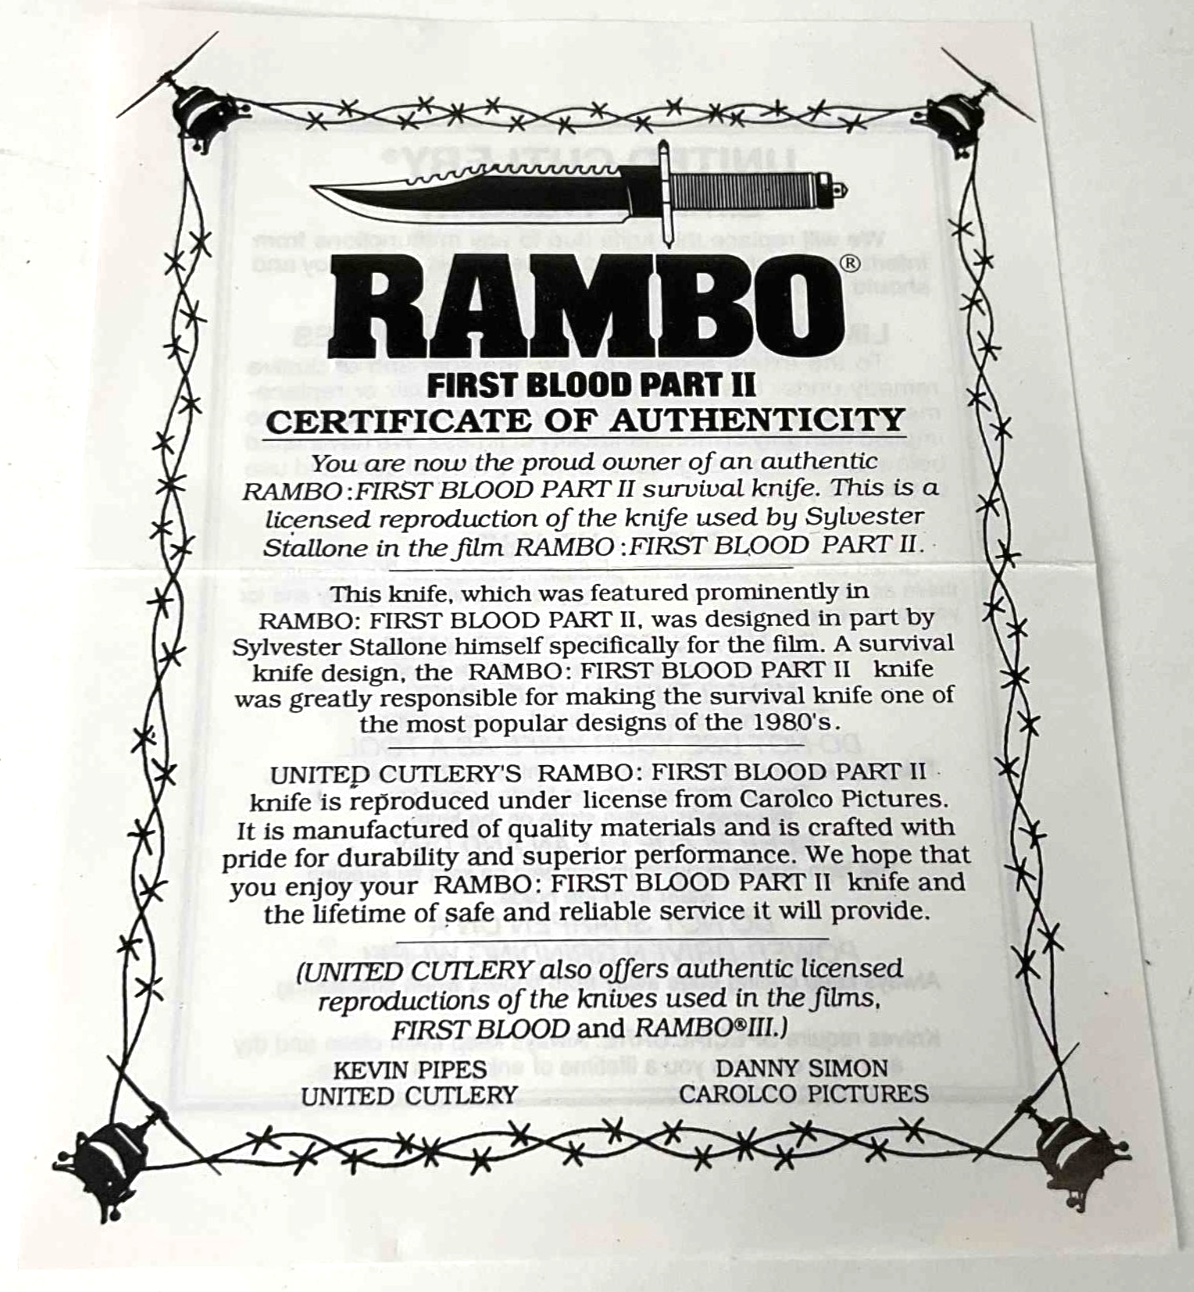 RAMBO®
FIRST BLOOD PART II
CERTIFICATE OF AUTHENTICITY
You are now the proud owner of an authentic
RAMBO:FIRST BLOOD PART II survival knife. This is a
licensed reproduction of the knife used by Sylvester
Stallone in the film RAMBO:FIRST BLOOD PART II.
This knife, which was featured prominently in
RAMBO: FIRST BLOOD PART II, was designed in part by
Sylvester Stallone himself specifically for the film. A survival
knife design, the RAMBO: FIRST BLOOD PART II knife
was greatly responsible for making the survival knife one of
the most popular designs of the 1980's.
UNITED CUTLERY'S RAMBO: FIRST BLOOD PART II
knife is reproduced under license from Carolco Pictures.
It is manufactured of quality materials and is crafted with
pride for durability and superior performance. We hope that
you enjoy your RAMBO: FIRST BLOOD PART II knife and
the lifetime of safe and reliable service it will provide.
(UNITED CUTLERY also offers authentic licensed
reproductions of the knives used in the films,
FIRST BLOOD and RAMBO®III.)
KEVIN PIPES DANNY SIMON
UNITED CUTLERY CAROLCO PICTURES